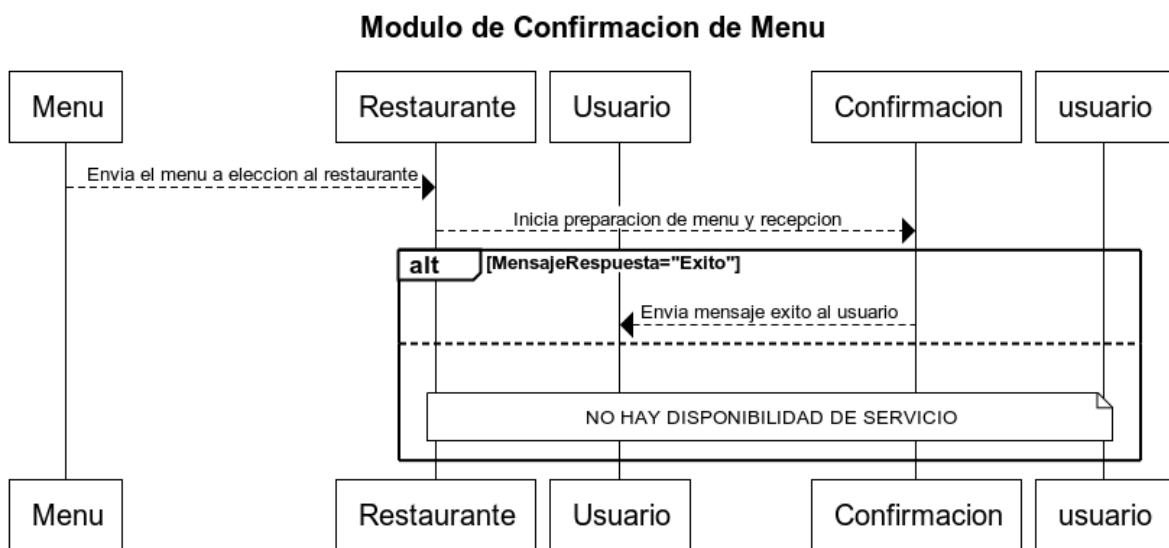 Modulo de Confirmacion de Menu
Menu Restaurante Usuario Confirmacion usuario
Envia el menu a eleccion al restaurante
Inicia preparacion de menu y recepcion
alt [MensajeRespuesta="Exito"]
Envia mensaje exito al usuario
NO HAY DISPONIBILIDAD DE SERVICIO
Menu Restaurante Usuario Confirmacion usuario